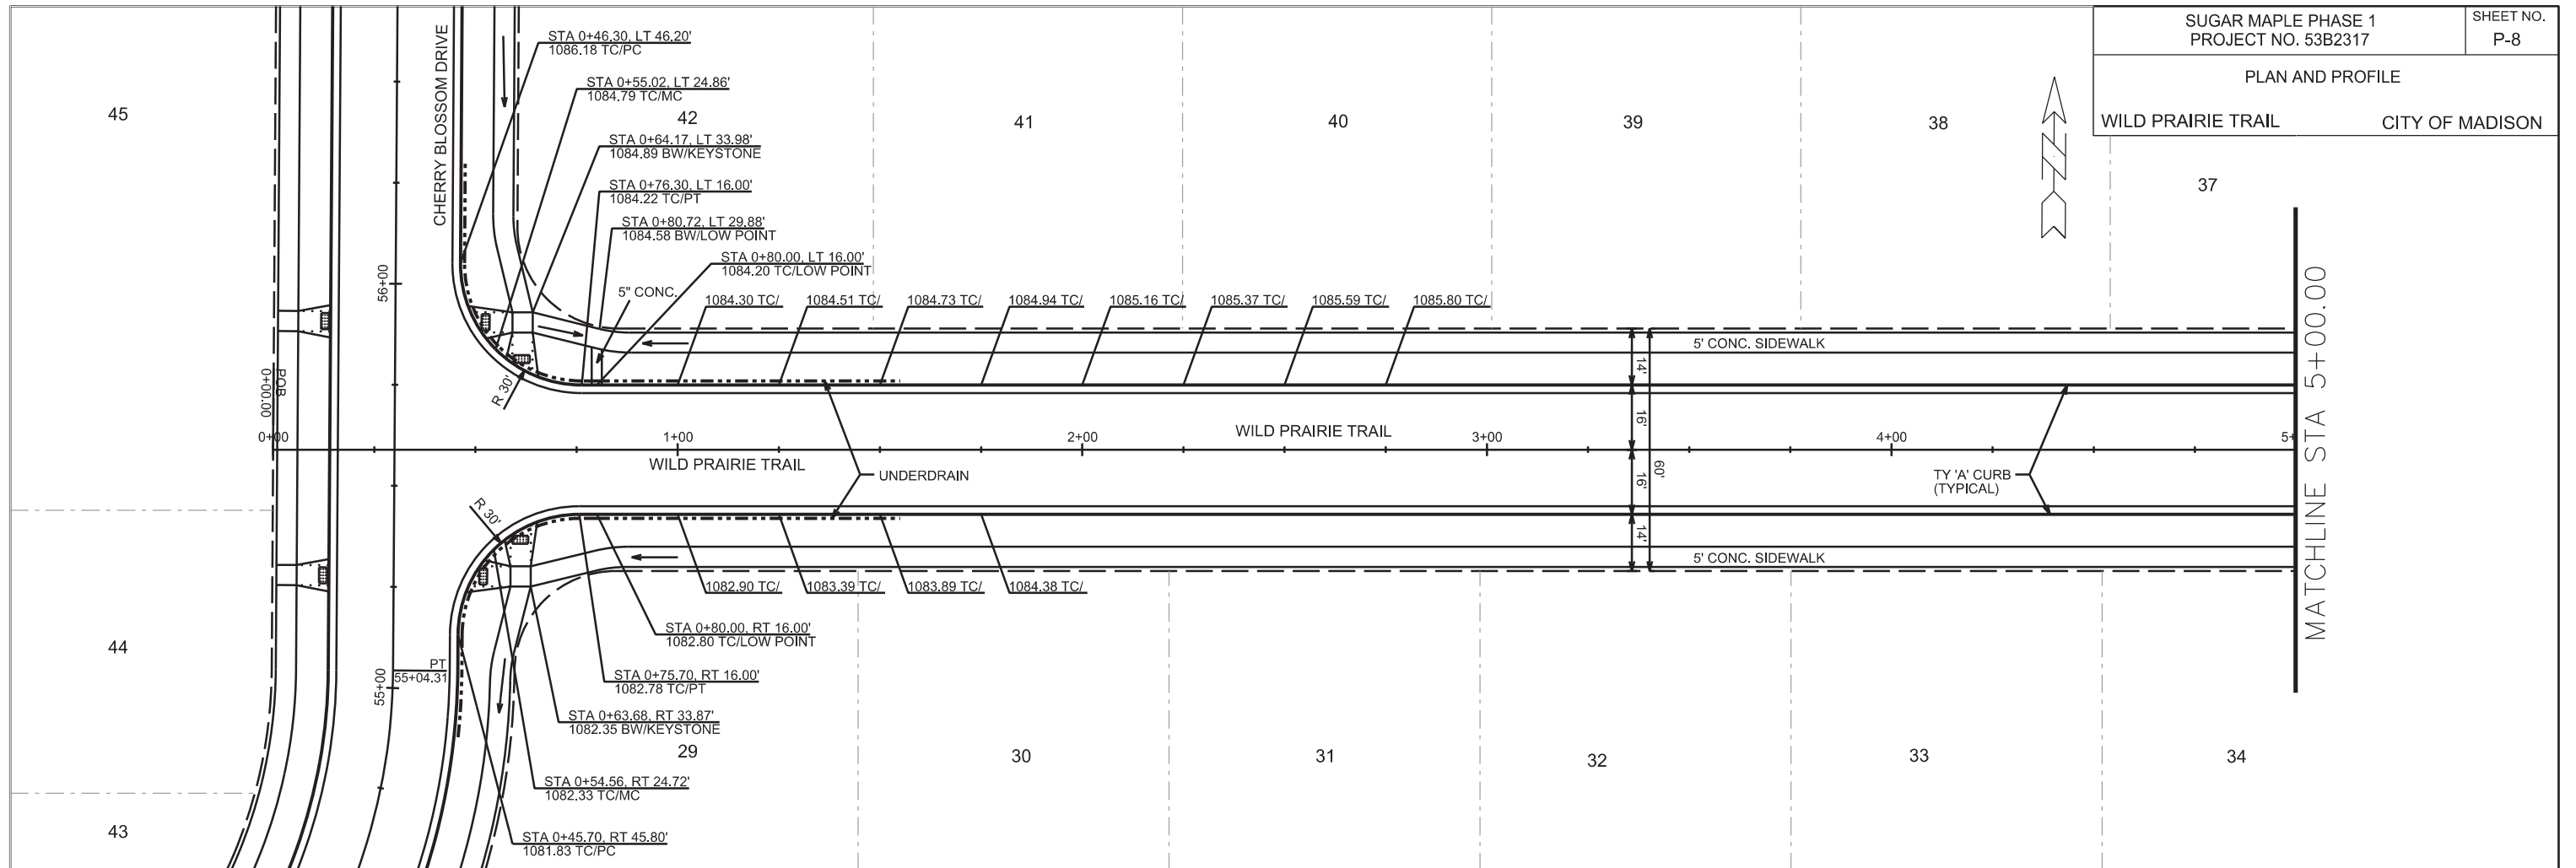 SUGAR MAPLE PHASE 1
PROJECT NO. 53B2317
SHEET NO.
P-8
PLAN AND PROFILE
WILD PRAIRIE TRAIL
CITY OF MADISON
45
CHERRY BLOSSOM DRIVE
STA 0+46.30, LT 46.20'
1086.18 TC/PC
STA 0+55.02, LT 24.86'
1084.79 TC/MC
42
41
40
39
38
37
STA 0+64.17, LT 33.98'
1084.89 BW/KEYSTONE
STA 0+76.30, LT 16.00'
1084.22 TC/PT
STA 0+80.72, LT 29.88'
1084.58 BW/LOW POINT
STA 0+80.00, LT 16.00'
1084.20 TC/LOW POINT
5" CONC.
1084.30 TC/
1084.51 TC/
1084.73 TC/
1084.94 TC/
1085.16 TC/
1085.37 TC/
1085.59 TC/
1085.80 TC/
56+00
R 30'
5' CONC. SIDEWALK
14'
16'
16'
14'
60'
POB
0+00.00
0+00
1+00
2+00
WILD PRAIRIE TRAIL
3+00
4+00
5+
WILD PRAIRIE TRAIL
UNDERDRAIN
TY 'A' CURB
(TYPICAL)
MATCHLINE STA 5+00.00
R 30'
5' CONC. SIDEWALK
1082.90 TC/
1083.39 TC/
1083.89 TC/
1084.38 TC/
STA 0+80.00, RT 16.00'
1082.80 TC/LOW POINT
44
PT
55+04.31
55+00
STA 0+75.70, RT 16.00'
1082.78 TC/PT
STA 0+63.68, RT 33.87'
1082.35 BW/KEYSTONE
29
30
31
32
33
34
STA 0+54.56, RT 24.72'
1082.33 TC/MC
43
STA 0+45.70, RT 45.80'
1081.83 TC/PC